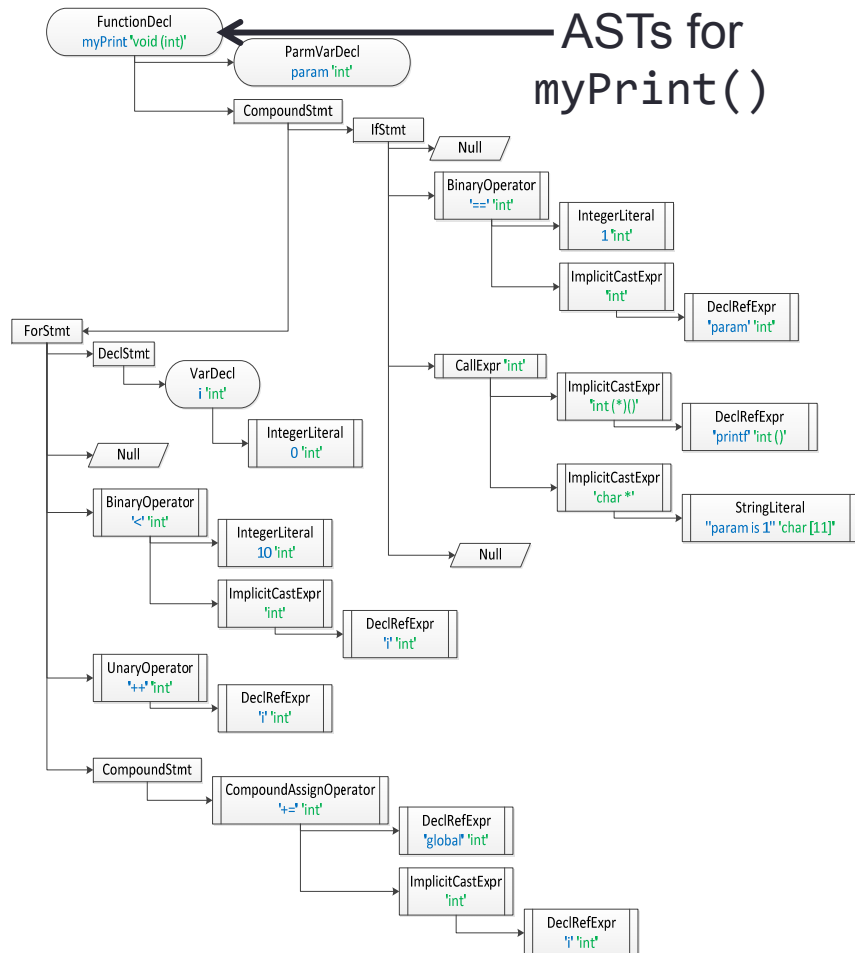 ASTs for
myPrint()
FunctionDecl
myPrint 'void (int)'
ParmVarDecl
param 'int'
CompoundStmt
IfStmt
Null
BinaryOperator
'==' 'int'
IntegerLiteral
1 'int'
ImplicitCastExpr
'int'
DeclRefExpr
'param' 'int'
CallExpr 'int'
ImplicitCastExpr
'int (*)()'
DeclRefExpr
'printf' 'int ()'
ImplicitCastExpr
'char *'
StringLiteral
"param is 1" 'char [11]'
Null
ForStmt
DeclStmt
VarDecl
i 'int'
IntegerLiteral
0 'int'
Null
BinaryOperator
'<' 'int'
IntegerLiteral
10 'int'
ImplicitCastExpr
'int'
DeclRefExpr
'i' 'int'
UnaryOperator
'++' 'int'
DeclRefExpr
'i' 'int'
CompoundStmt
CompoundAssignOperator
'+=' 'int'
DeclRefExpr
'global' 'int'
ImplicitCastExpr
'int'
DeclRefExpr
'i' 'int'